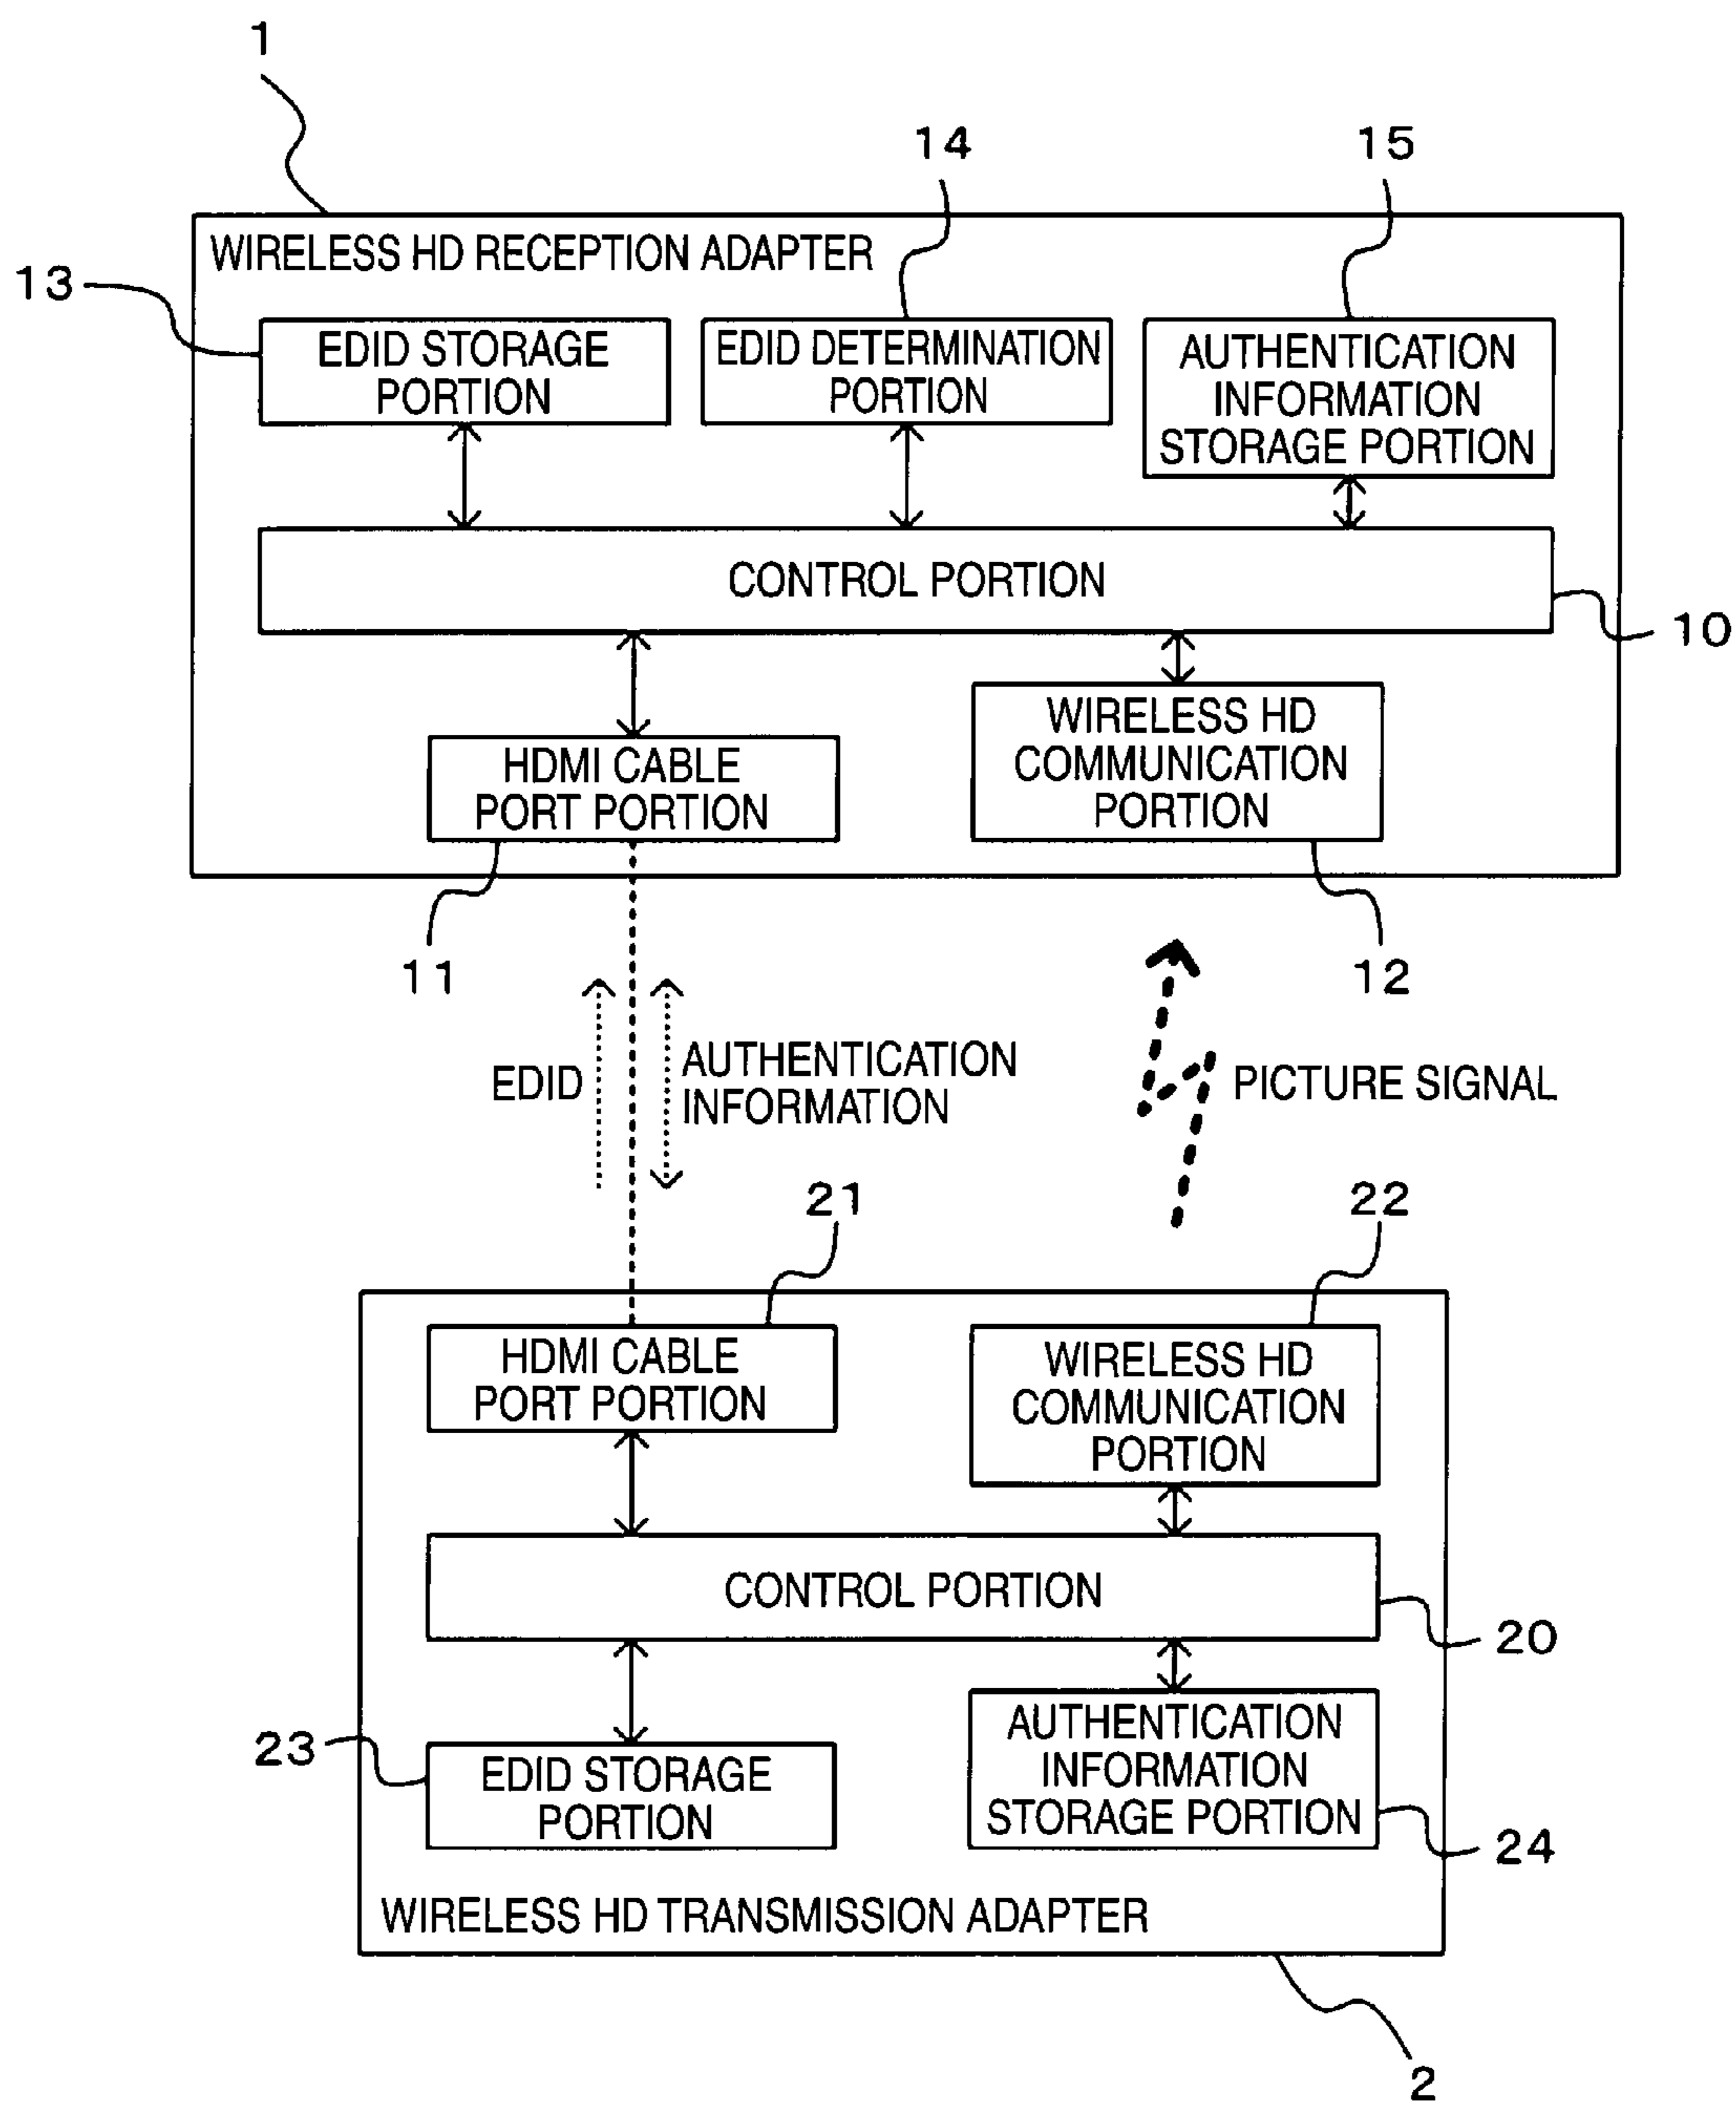 1
14
15
WIRELESS HD RECEPTION ADAPTER
13
EDID STORAGE
PORTION
EDID DETERMINATION
PORTION
AUTHENTICATION
INFORMATION
STORAGE PORTION
CONTROL PORTION
10
HDMI CABLE
PORT PORTION
WIRELESS HD
COMMUNICATION
PORTION
11
12
EDID
AUTHENTICATION
INFORMATION
PICTURE SIGNAL
21
22
HDMI CABLE
PORT PORTION
WIRELESS HD
COMMUNICATION
PORTION
CONTROL PORTION
20
23
EDID STORAGE
PORTION
AUTHENTICATION
INFORMATION
STORAGE PORTION
24
WIRELESS HD TRANSMISSION ADAPTER
2